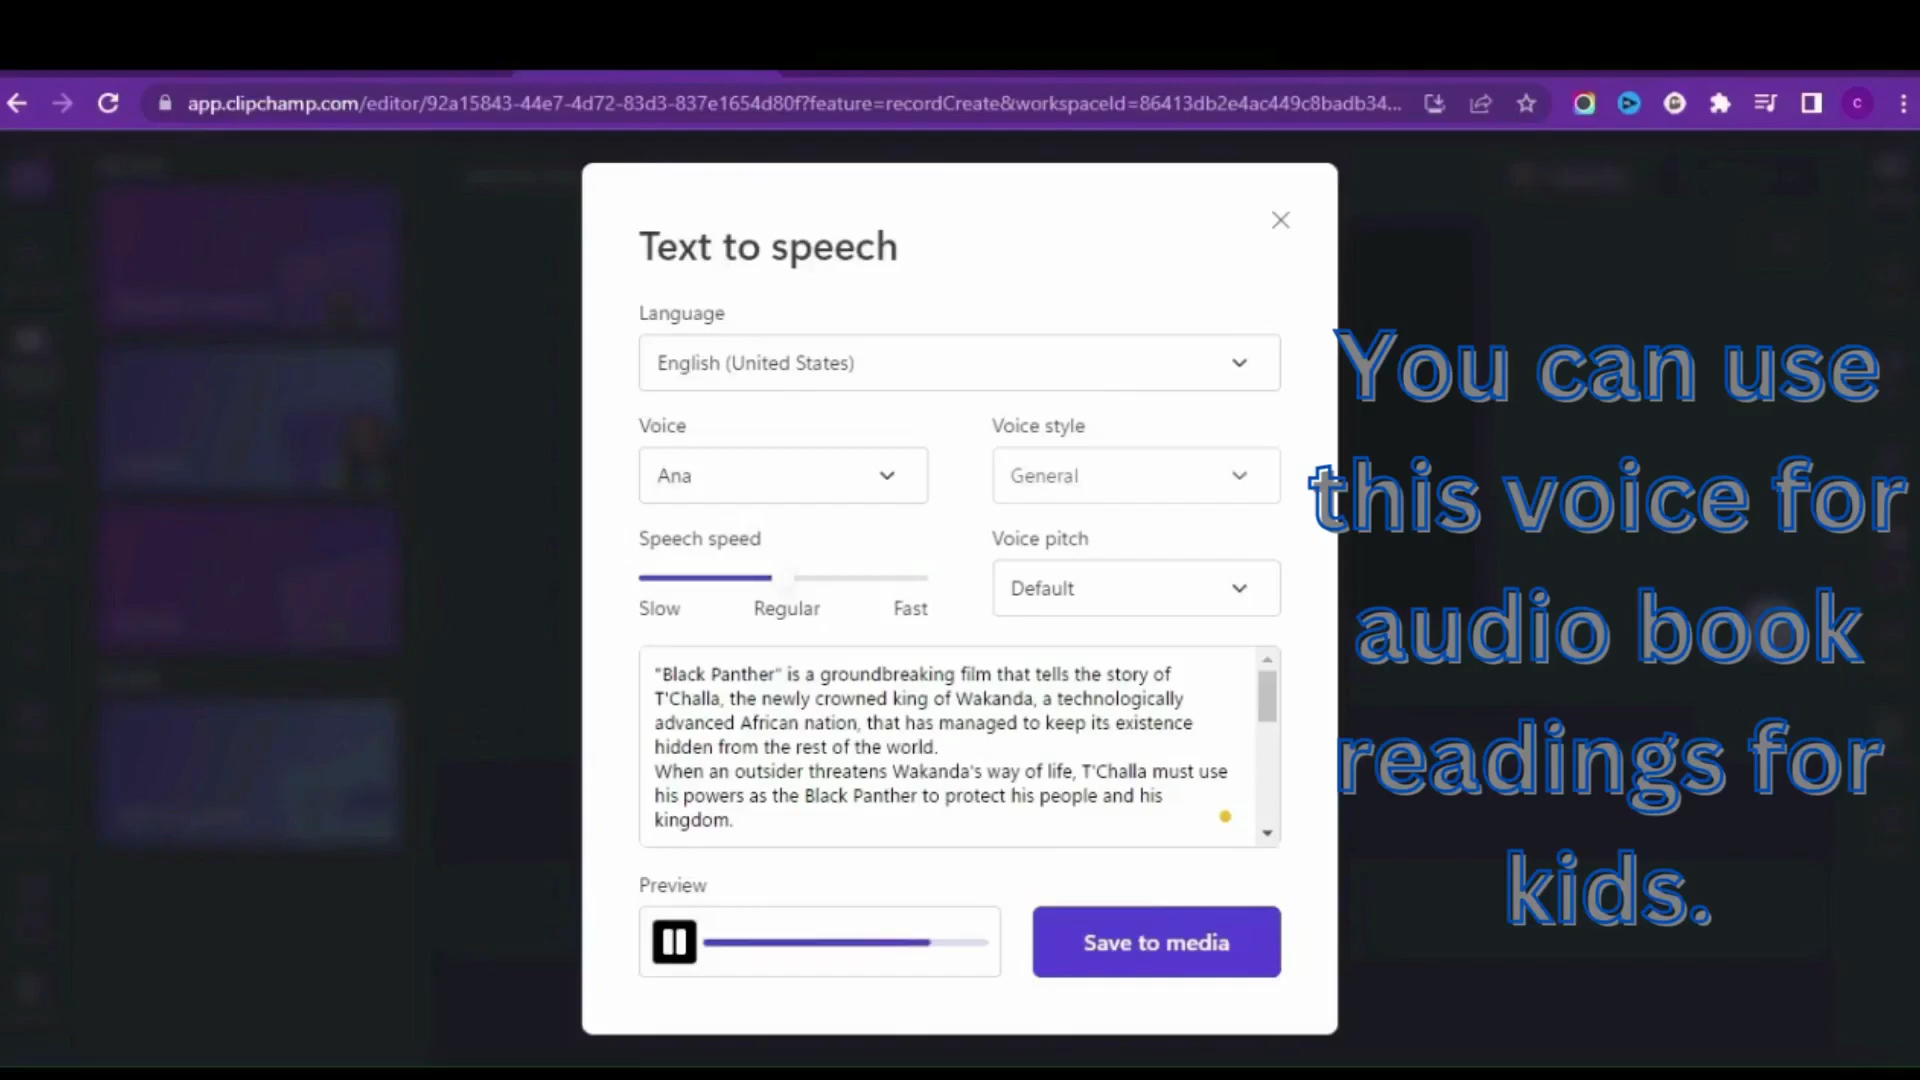 app.clipchamp.com/editor/92a15843-44e7-4d72-83d3-837e1654d80f?feature=recordCreate&workspaceId=86413db2e4ac449c8badb34...
C
Text to speech
Language
English (United States)
Voice
Voice style
Ana
General
Speech speed
Voice pitch
Default
Slow
Regular
Fast
"Black Panther" is a groundbreaking film that tells the story of
T'Challa, the newly crowned king of Wakanda, a technologically
advanced African nation, that has managed to keep its existence
hidden from the rest of the world.
When an outsider threatens Wakanda's way of life, T'Challa must use
his powers as the Black Panther to protect his people and his
kingdom.
Preview
Save to media
You can use
this voice for
audio book
readings for
kids.